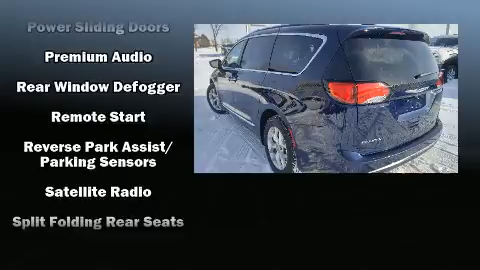 Power Sliding Doors
Premium Audio
Rear Window Defogger
Remote Start
Reverse Park Assist/
Parking Sensors
Satellite Radio
Split Folding Rear Seats